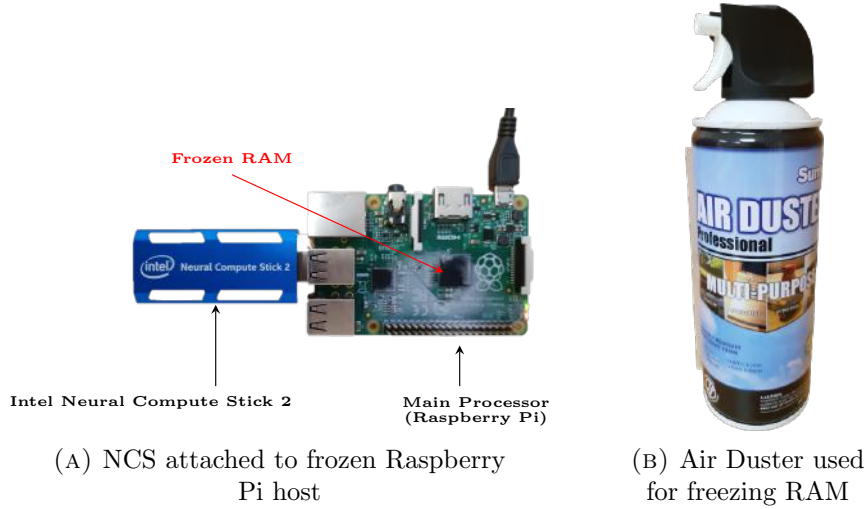 Frozen RAM
intel Neural Compute Stick 2
Intel Neural Compute Stick 2
Main Processor
(Raspberry Pi)
(A) NCS attached to frozen Raspberry
Pi host
AIR DUSTE
Professional
MULTI-PURPOS
(B) Air Duster used
for freezing RAM